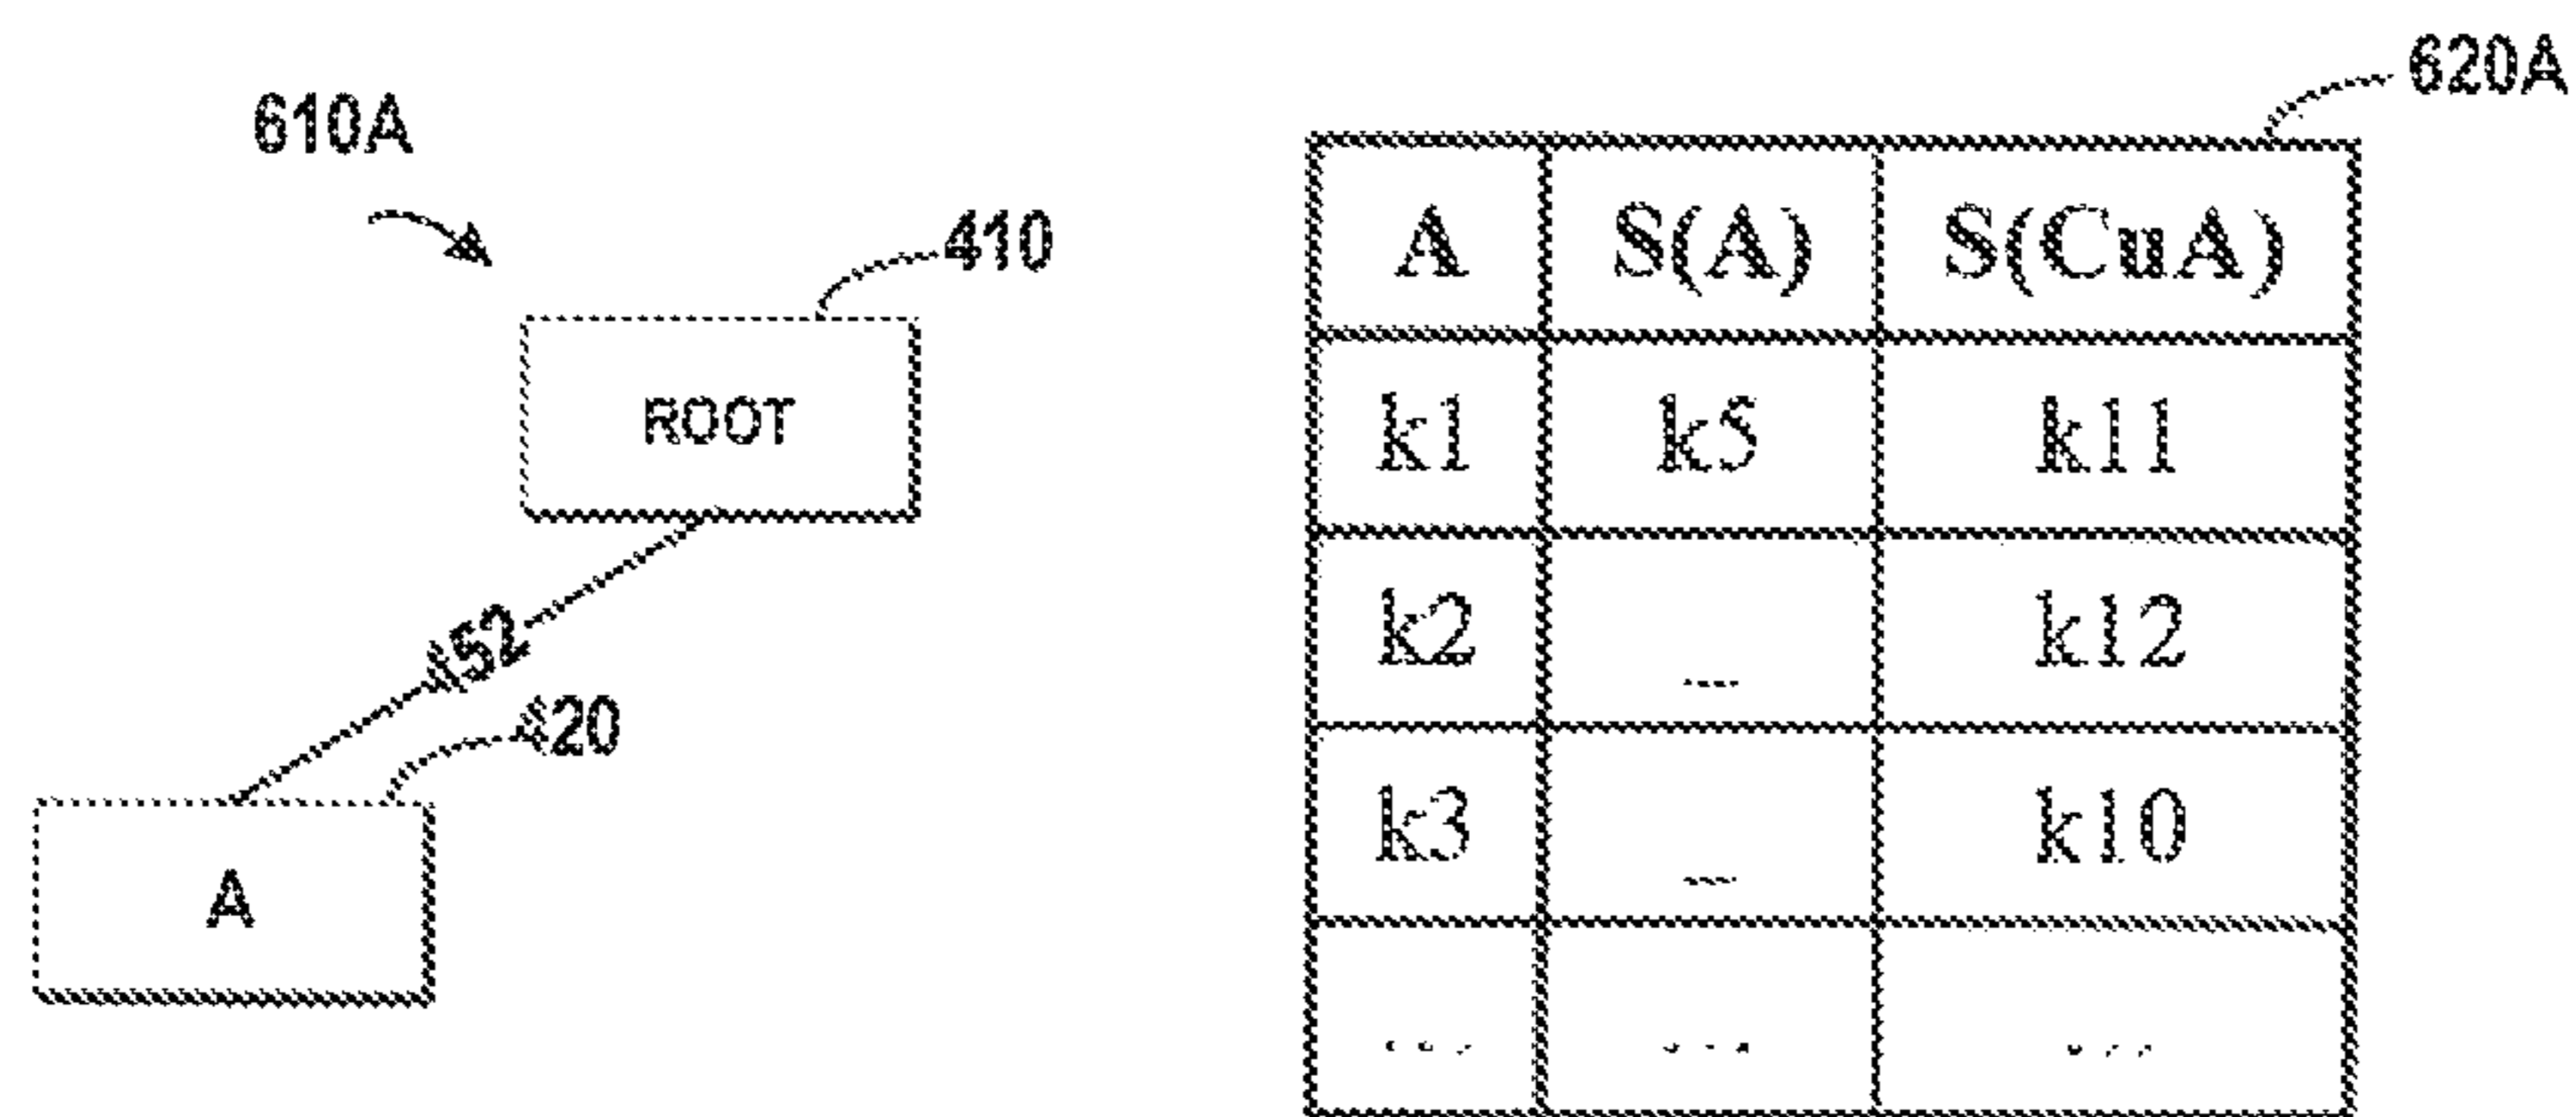 610A
410
ROOT
452
420
A
620A
A S(A) S(CuA)
k1 k5 k11
k2 _ k12
k3 _ k10
... ... ...